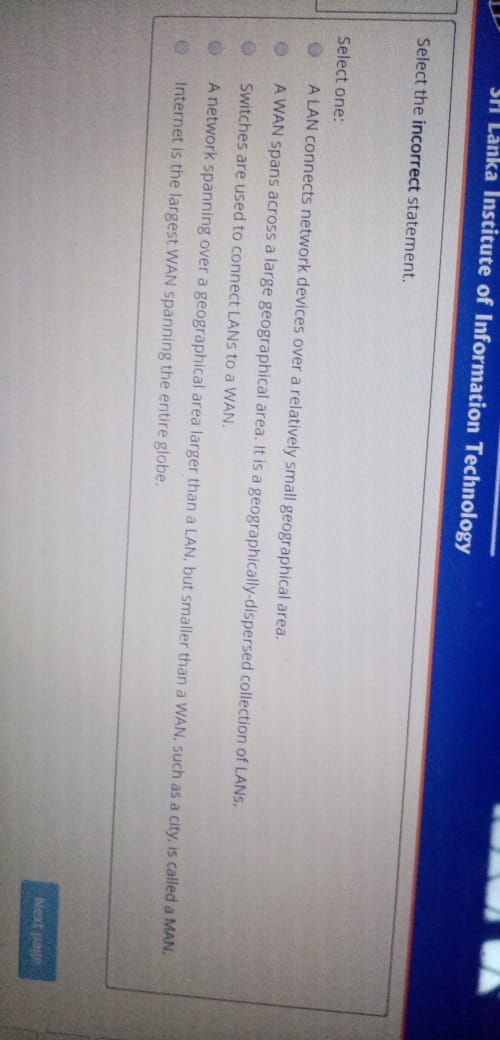 Sri Lanka Institute of Information Technology
Select the incorrect statement.
Select one:
A LAN connects network devices over a relatively small geographical area.
A WAN spans across a large geographical area. It is a geographically-dispersed collection of LANs.
Switches are used to connect LANs to a WAN.
A network spanning over a geographical area larger than a LAN, but smaller than a WAN, such as a city, is called a MAN.
Internet is the largest WAN spanning the entire globe.
Next page